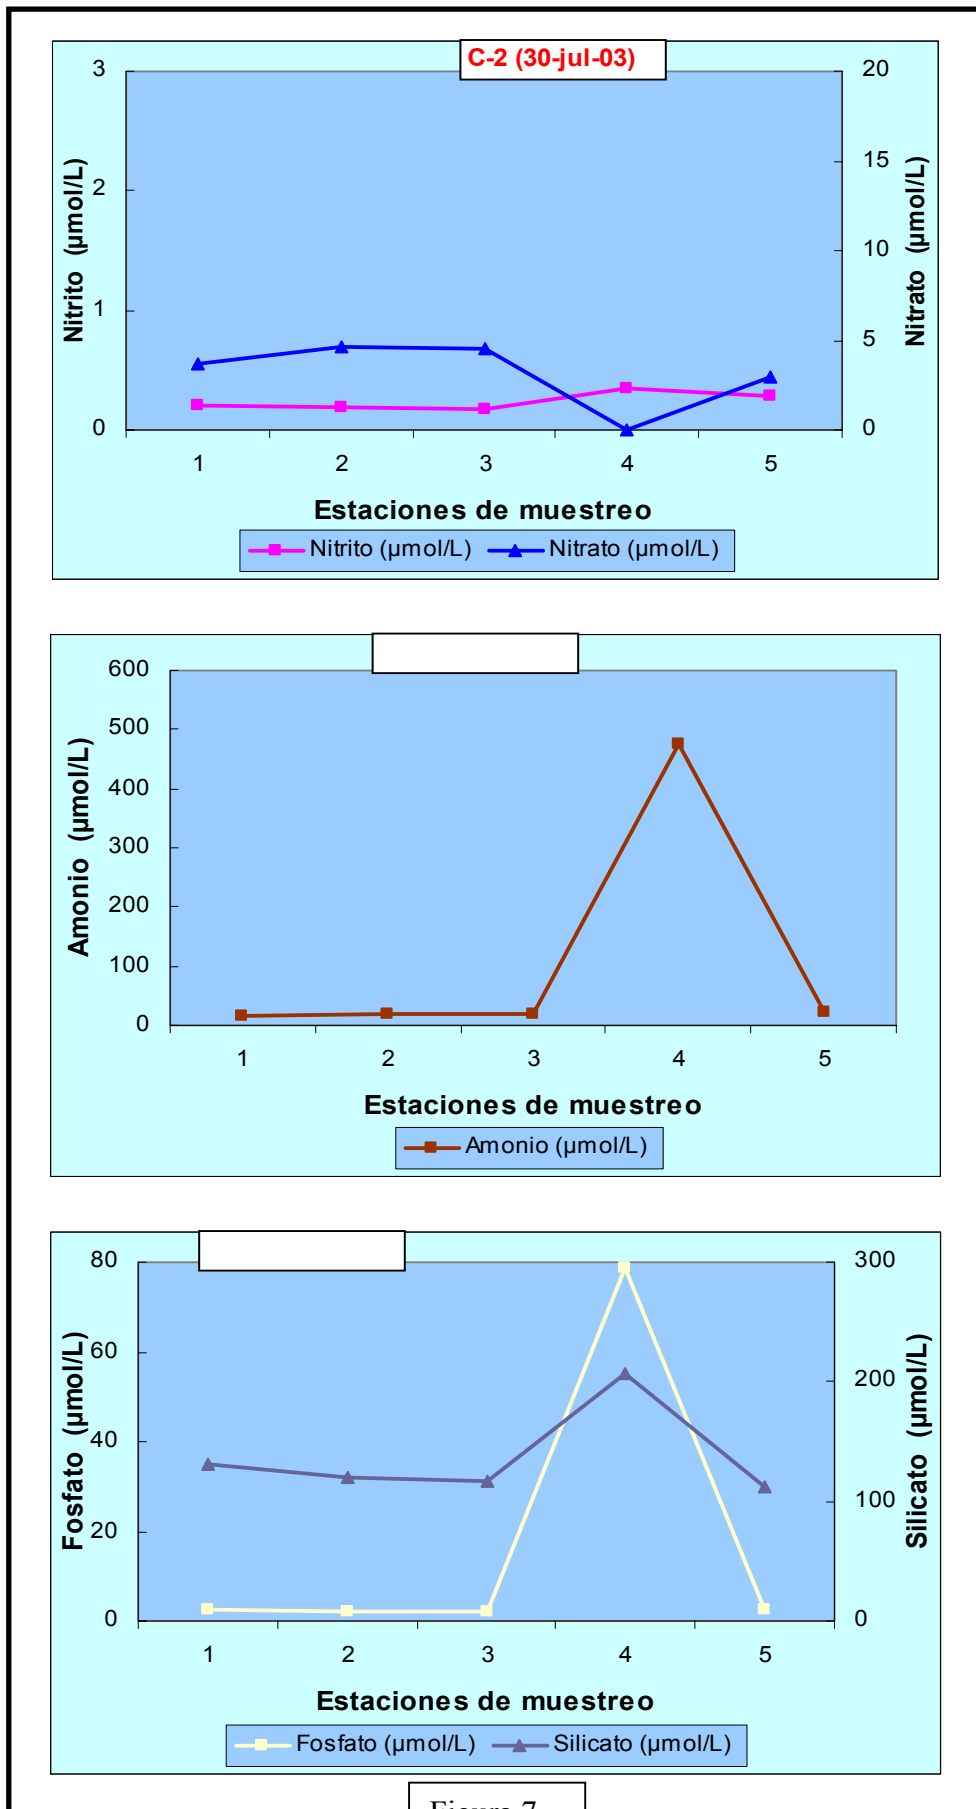 C-2 (30-jul-03)
3 20
15
2
10
1
5
0 0
Nitrito (µmol/L)
Nitrato (µmol/L)
1 2 3 4 5
Estaciones de muestreo
Nitrito (µmol/L) Nitrato (µmol/L)
600
500
400
300
200
100
0
Amonio (µmol/L)
1 2 3 4 5
Estaciones de muestreo
Amonio (µmol/L)
80 300
60
200
40
100
20
0 0
Fosfato (µmol/L)
Silicato (µmol/L)
1 2 3 4 5
Estaciones de muestreo
Fosfato (µmol/L) Silicato (µmol/L)
Figura 7